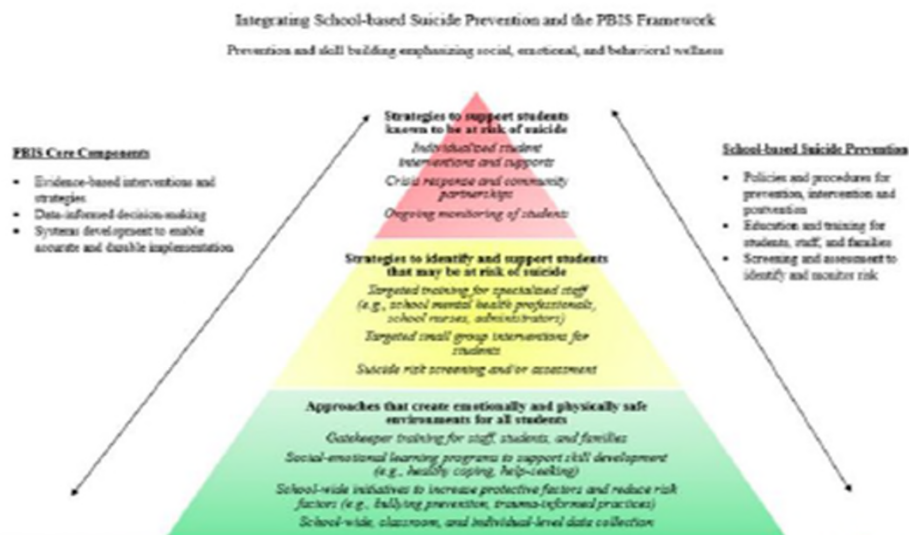 Integrating School-based Suicide Prevention and the PBIS Framework
Prevention and skill building emphasizing social, emotional, and behavioral wellness
Strategies to support students
known to be at risk of suicide
Individualized student
interventions and supports
Crisis response and community
partnerships
Ongoing monitoring of students
PBIS Core Components
• Evidence-based interventions and
strategies
• Data-informed decision-making
• Systems development to enable
accurate and durable implementation
School-based Suicide Prevention
• Policies and procedures for
prevention, intervention and
postvention
• Education and training for
students, staff, and families
• Screening and assessment to
identify and monitor risk
Strategies to identify and support students
that may be at risk of suicide
Targeted training for specialized staff
(e.g., school mental health professionals,
school nurses, administrators)
Targeted small group interventions for
students
Suicide risk screening and/or assessment
Approaches that create emotionally and physically safe
environments for all students
Gatekeeper training for staff, students, and families
Social-emotional learning programs to support skill development
(e.g., healthy coping, help-seeking)
School-wide initiatives to increase protective factors and reduce risk
factors (e.g., bullying prevention, trauma-informed practices)
School-wide, classroom, and individual-level data collection